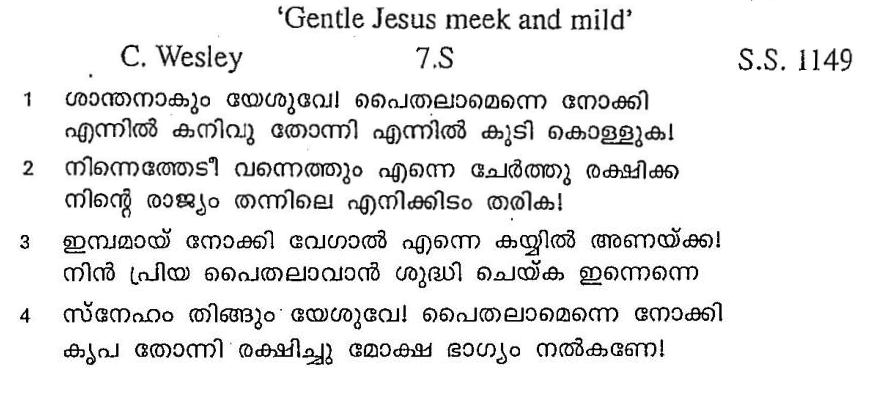 ‘Gentle Jesus meek and mild’
C. Wesley 7.S S.S. 1149
1 ശാന്തനാകും യേശുവേ! പൈതലാമെന്നെ നോക്കി
എന്നിൽ കനിവു തോന്നി എന്നിൽ കുടി കൊള്ളുക!
2 നിന്നെത്തേടീ വന്നെത്തും എന്നെ ചേർത്തു രക്ഷിക്ക
നിന്റെ രാജ്യം തന്നിലെ എനിക്കിടം തരിക!
3 ഇമ്പമായ് നോക്കി വേഗാൽ എന്നെ കയ്യിൽ അണയ്ക്ക!
നിൻ പ്രിയ പൈതലാവാൻ ശുദ്ധി ചെയ്ക ഇന്നെന്നെ
4 സ്നേഹം തിങ്ങും യേശുവേ! പൈതലാമെന്നെ നോക്കി
കൃപ തോന്നി രക്ഷിച്ചു മോക്ഷ ഭാഗ്യം നൽകണേ!